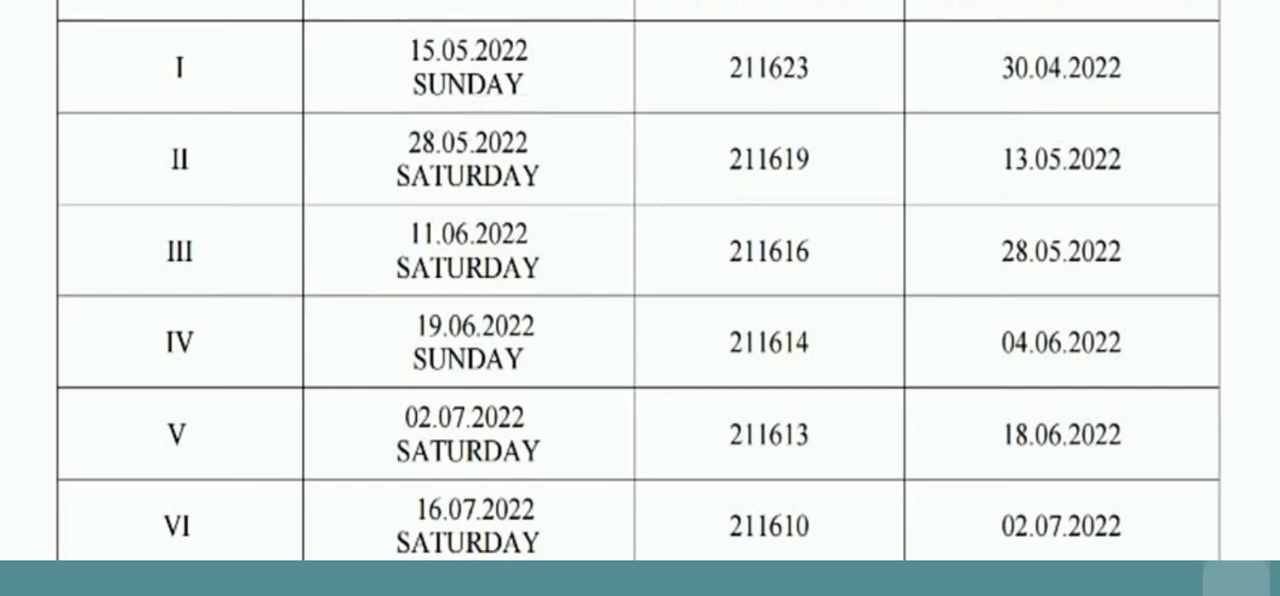 I
15.05.2022
SUNDAY
211623
30.04.2022
II
28.05.2022
SATURDAY
211619
13.05.2022
III
11.06.2022
SATURDAY
211616
28.05.2022
IV
19.06.2022
SUNDAY
211614
04.06.2022
V
02.07.2022
SATURDAY
211613
18.06.2022
VI
16.07.2022
SATURDAY
211610
02.07.2022